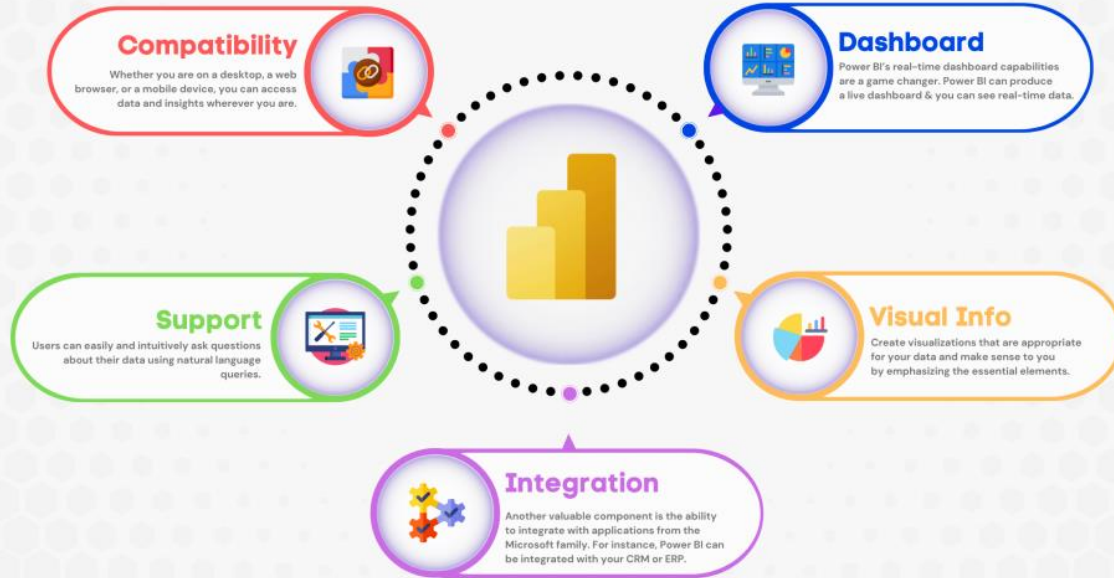 Compatibility
Whether you are on a desktop, a web
browser, or a mobile device, you can access
data and insights wherever you are.
Dashboard
Power BI's real-time dashboard capabilities
are a game changer. Power BI can produce
a live dashboard & you can see real-time data.
Support
Users can easily and intuitively ask questions
about their data using natural language
queries.
Visual Info
Create visualizations that are appropriate
for your data and make sense to you
by emphasizing the essential elements.
Integration
Another valuable component is the ability
to integrate with applications from the
Microsoft family. For instance, Power BI can
be integrated with your CRM or ERP.